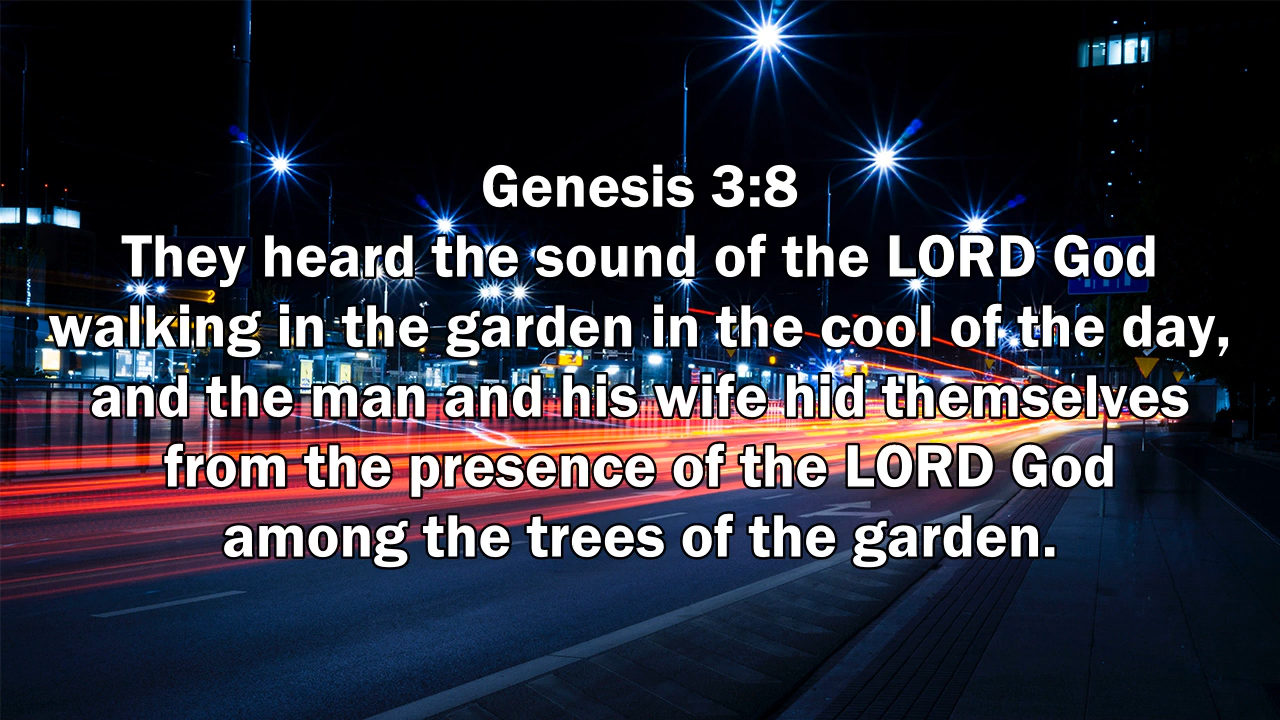 Genesis 3:8
They heard the sound of the LORD God
walking in the garden in the cool of the day,
and the man and his wife hid themselves
from the presence of the LORD God
among the trees of the garden.